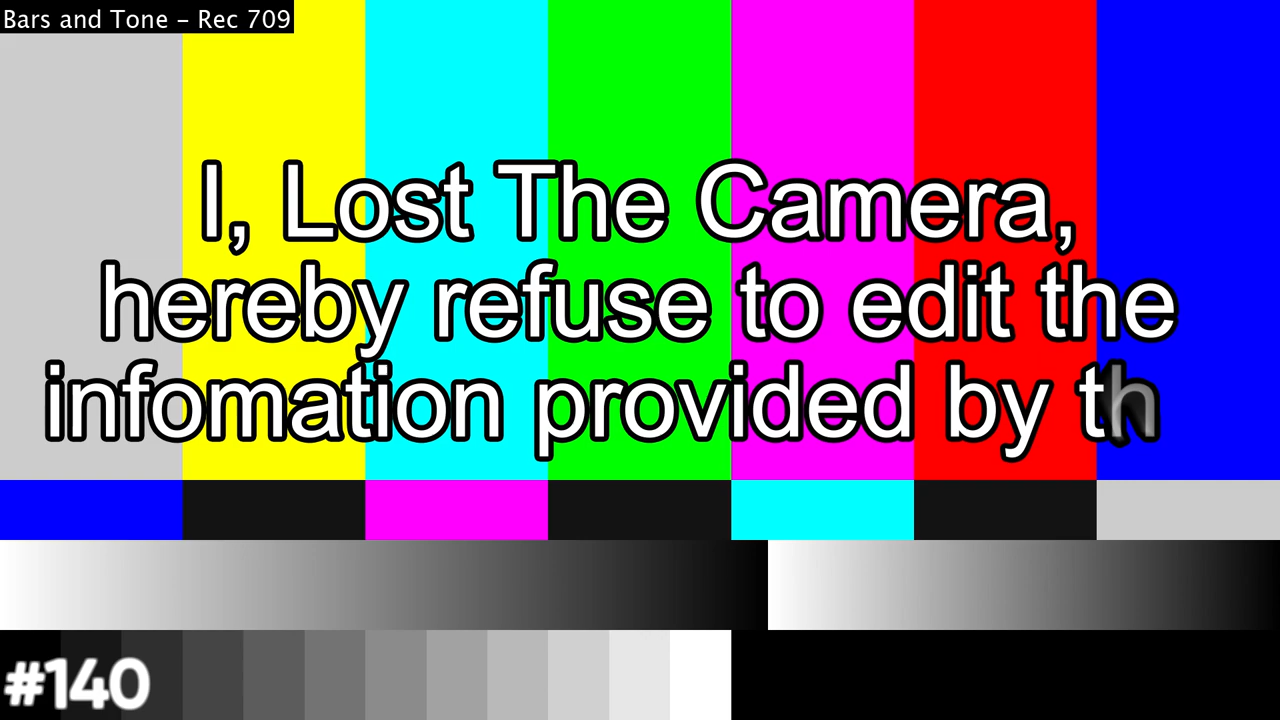 Bars and Tone – Rec 709
I, Lost The Camera,
hereby refuse to edit the
infomation provided by th
#140